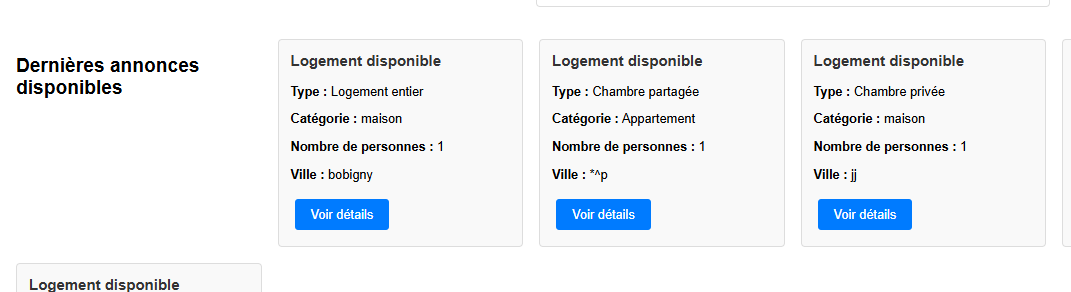 Dernières annonces
disponibles
Logement disponible
Type : Logement entier
Catégorie : maison
Nombre de personnes : 1
Ville : bobigny
Voir détails
Logement disponible
Type : Chambre partagée
Catégorie : Appartement
Nombre de personnes : 1
Ville : *^p
Voir détails
Logement disponible
Type : Chambre privée
Catégorie : maison
Nombre de personnes : 1
Ville : jj
Voir détails
Logement disponible